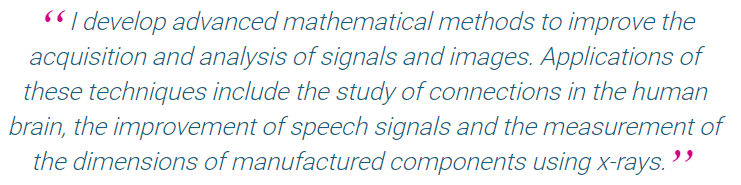 “ I develop advanced mathematical methods to improve the
acquisition and analysis of signals and images. Applications of
these techniques include the study of connections in the human
brain, the improvement of speech signals and the measurement of
the dimensions of manufactured components using x-rays. ”